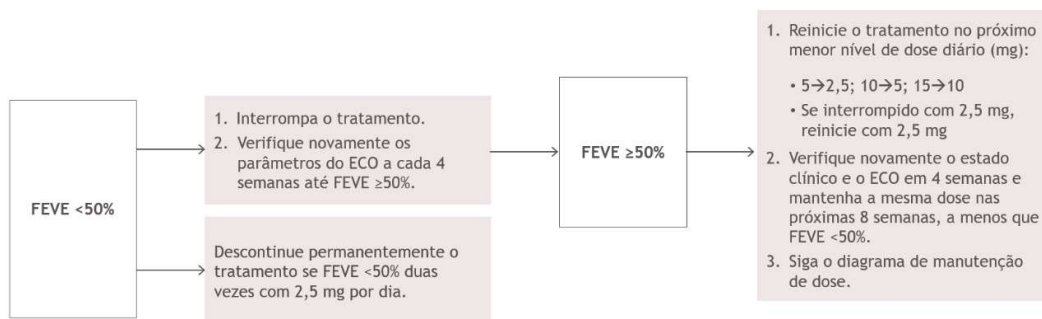 FEVE <50%
1. Interrompa o tratamento.
2. Verifique novamente os
parâmetros do ECO a cada 4
semanas até FEVE ≥50%.
Descontinue permanentemente o
tratamento se FEVE <50% duas
vezes com 2,5 mg por dia.
FEVE ≥50%
1. Reinicie o tratamento no próximo
menor nível de dose diário (mg):
• 5→2,5; 10→5; 15→10
• Se interrompido com 2,5 mg,
reinicie com 2,5 mg
2. Verifique novamente o estado
clínico e o ECO em 4 semanas e
mantenha a mesma dose nas
próximas 8 semanas, a menos que
FEVE <50%.
3. Siga o diagrama de manutenção
de dose.